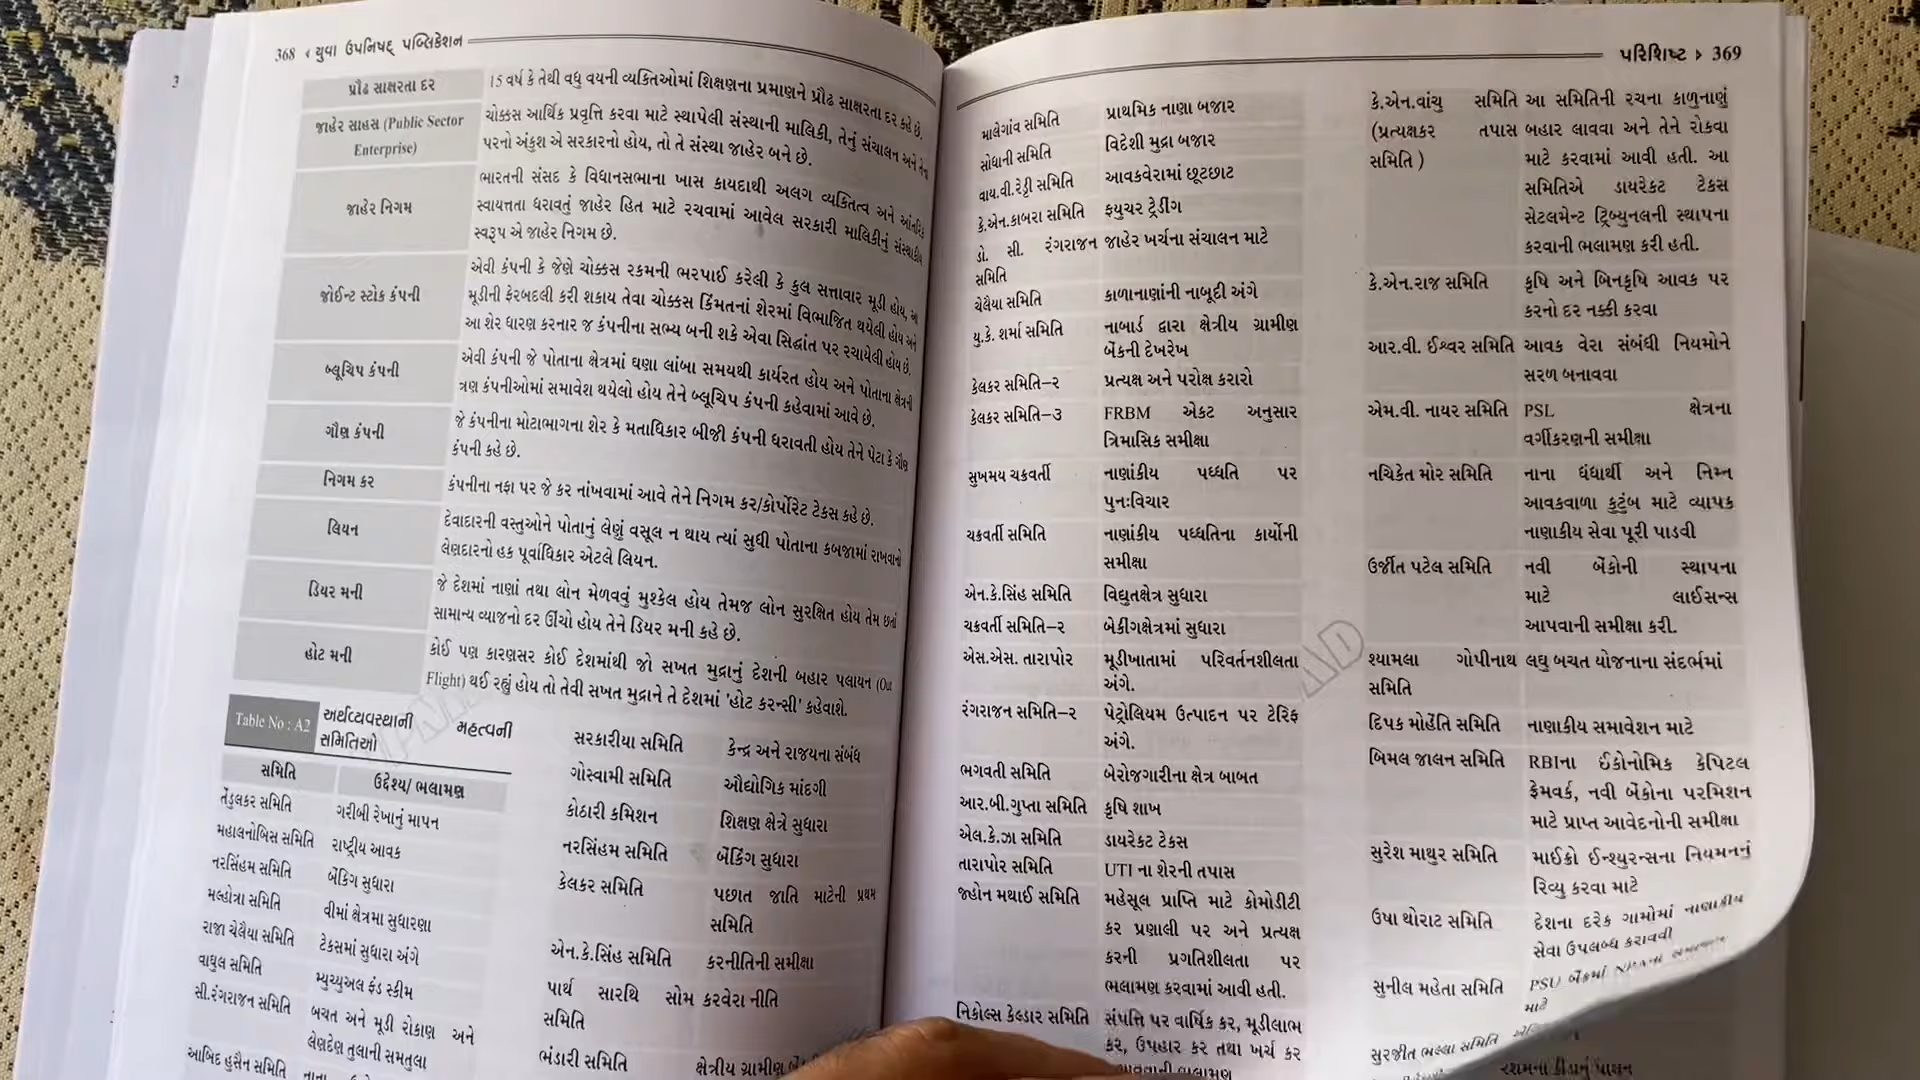 368 ‹ યુવા ઉપનિષદ્ પબ્લિકેશન
પ્રૌઢ સાક્ષરતા દર
15 વર્ષ કે તેથી વધુ વયની વ્યક્તિઓમાં શિક્ષણના પ્રમાણને પ્રૌઢ સાક્ષરતા દર કહે છે.
જાહેર સાહસ (Public Sector
Enterprise)
ચોક્કસ આર્થિક પ્રવૃત્તિ કરવા માટે સ્થાપેલી સંસ્થાની માલિકી, તેનું સંચાલન અને તેના
પરનો અંકુશ એ સરકારનો હોય, તો તે સંસ્થા જાહેર બને છે.
જાહેર નિગમ
ભારતની સંસદ કે વિધાનસભાના ખાસ કાયદાથી અલગ વ્યક્તિત્વ અને આંતરિક
સ્વાયત્તતા ધરાવતું જાહેર હિત માટે રચવામાં આવેલ સરકારી માલિકીનું સંસ્થાકીય
સ્વરૂપ એ જાહેર નિગમ છે.
જોઈન્ટ સ્ટોક કંપની
એવી કંપની કે જેણે ચોક્કસ રકમની ભરપાઈ કરેલી કે કુલ સત્તાવાર મૂડી હોય, આ
મૂડીની ફેરબદલી કરી શકાય તેવા ચોક્કસ કિંમતનાં શેરમાં વિભાજિત થયેલી હોય અને
આ શેર ધારણ કરનાર જ કંપનીના સભ્ય બની શકે એવા સિદ્ધાંત પર રચાયેલી હોય છે.
બ્લૂચિપ કંપની
એવી કંપની જે પોતાના ક્ષેત્રમાં ઘણા લાંબા સમયથી કાર્યરત હોય અને પોતાના ક્ષેત્રની
ત્રણ કંપનીઓમાં સમાવેશ થયેલો હોય તેને બ્લૂચિપ કંપની કહેવામાં આવે છે.
ગૌણ કંપની
જે કંપનીના મોટાભાગના શેર કે મતાધિકાર બીજી કંપની ધરાવતી હોય તેને પેટા કે ગૌણ
કંપની કહે છે.
નિગમ કર
કંપનીના નફા પર જે કર નાંખવામાં આવે તેને નિગમ કર/કોર્પોરેટ ટેકસ કહે છે.
લિયન
દેવાદારની વસ્તુઓને પોતાનું લેણું વસૂલ ન થાય ત્યાં સુધી પોતાના કબજામાં રાખવાનો
લેણદારનો હક પૂર્વાધિકાર એટલે લિયન.
ડિયર મની
જે દેશમાં નાણાં તથા લોન મેળવવું મુશ્કેલ હોય તેમજ લોન સુરક્ષિત હોય તેમ છતાં
સામાન્ય વ્યાજનો દર ઊંચો હોય તેને ડિયર મની કહે છે.
હોટ મની
કોઈ પણ કારણસર કોઈ દેશમાંથી જો સખત મુદ્રાનું દેશની બહાર પલાયન (Out
Flight) થઈ રહ્યું હોય તો તેવી સખત મુદ્રાને તે દેશમાં 'હોટ કરન્સી' કહેવાશે.
Table No : A2
અર્થવ્યવસ્થાની મહત્વની
સમિતિઓ
સમિતિ ઉદ્દેશ્ય/ ભલામણ
તેંડુલકર સમિતિ ગરીબી રેખાનું માપન
મહાલનોબિસ સમિતિ રાષ્ટ્રીય આવક
નરસિંહમ સમિતિ બેંકિંગ સુધારા
મલ્હોત્રા સમિતિ વીમાં ક્ષેત્રમા સુધારણા
રાજા ચેલૈયા સમિતિ ટેકસમાં સુધારા અંગે
વાઘુલ સમિતિ મ્યુચ્યુઅલ ફંડ સ્કીમ
સી.રંગરાજન સમિતિ બચત અને મૂડી રોકાણ અને
લેણદેણ તુલાની સમતુલા
આબિદ હુસૈન સમિતિ
સરકારીયા સમિતિ કેન્દ્ર અને રાજયના સંબંધ
ગોસ્વામી સમિતિ ઔદ્યોગિક માંદગી
કોઠારી કમિશન શિક્ષણ ક્ષેત્રે સુધારા
નરસિંહમ સમિતિ બેંકિંગ સુધારા
કેલકર સમિતિ પછાત જાતિ માટેની પ્રથમ
સમિતિ
એન.કે.સિંહ સમિતિ કરનીતિની સમીક્ષા
પાર્થ સારથિ સોમ કરવેરા નીતિ
સમિતિ
ભંડારી સમિતિ ક્ષેત્રીય ગ્રામીણ
પરિશિષ્ટ › 369
માલેગાંવ સમિતિ પ્રાથમિક નાણા બજાર
સોધાની સમિતિ વિદેશી મુદ્રા બજાર
વાય.વી.રેડ્ડી સમિતિ આવકવેરામાં છૂટછાટ
કે.એન.કાબરા સમિતિ ફયુચર ટ્રેડીંગ
ડો. સી. રંગરાજન જાહેર ખર્ચના સંચાલન માટે
સમિતિ
ચેલૈયા સમિતિ કાળાનાણાંની નાબૂદી અંગે
યુ.કે. શર્મા સમિતિ નાબાર્ડ દ્વારા ક્ષેત્રીય ગ્રામીણ
બેંકની દેખરેખ
કેલકર સમિતિ–૨ પ્રત્યક્ષ અને પરોક્ષ કરારો
કેલકર સમિતિ–૩ FRBM એકટ અનુસાર
ત્રિમાસિક સમીક્ષા
સુખમય ચક્રવર્તી નાણાંકીય પધ્ધતિ પર
પુનઃવિચાર
ચક્રવર્તી સમિતિ નાણાંકીય પધ્ધતિના કાર્યોની
સમીક્ષા
એન.કે.સિંહ સમિતિ વિદ્યુતક્ષેત્ર સુધારા
ચક્રવર્તી સમિતિ–૨ બેકીંગક્ષેત્રમાં સુધારા
એસ.એસ. તારાપોર મૂડીખાતામાં પરિવર્તનશીલતા
અંગે.
રંગરાજન સમિતિ–૨ પેટ્રોલિયમ ઉત્પાદન પર ટેરિફ
અંગે.
ભગવતી સમિતિ બેરોજગારીના ક્ષેત્ર બાબત
આર.બી.ગુપ્તા સમિતિ કૃષિ શાખ
એલ.કે.ઝા સમિતિ ડાયરેકટ ટેકસ
તારાપોર સમિતિ UTI ના શેરની તપાસ
જ્હોન મથાઈ સમિતિ મહેસૂલ પ્રાપ્તિ માટે કોમોડીટી
કર પ્રણાલી પર અને પ્રત્યક્ષ
કરની પ્રગતિશીલતા પર
ભલામણ કરવામાં આવી હતી.
નિકોલ્સ કેલ્ડાર સમિતિ સંપત્તિ પર વાર્ષિક કર, મૂડીલાભ
કર, ઉપહાર કર તથા ખર્ચ કર
ભલામણ
કે.એન.વાંચુ સમિતિ આ સમિતિની રચના કાળુનાણું
(પ્રત્યક્ષકર તપાસ બહાર લાવવા અને તેને રોકવા
સમિતિ ) માટે કરવામાં આવી હતી. આ
સમિતિએ ડાયરેકટ ટેકસ
સેટલમેન્ટ ટ્રિબ્યુનલની સ્થાપના
કરવાની ભલામણ કરી હતી.
કે.એન.રાજ સમિતિ કૃષિ અને બિનકૃષિ આવક પર
કરનો દર નક્કી કરવા
આર.વી. ઈશ્વર સમિતિ આવક વેરા સંબંધી નિયમોને
સરળ બનાવવા
એમ.વી. નાયર સમિતિ PSL ક્ષેત્રના
વર્ગીકરણની સમીક્ષા
નચિકેત મોર સમિતિ નાના ધંધાર્થી અને નિમ્ન
આવકવાળા કુટુંબ માટે વ્યાપક
નાણાકીય સેવા પૂરી પાડવી
ઉર્જીત પટેલ સમિતિ નવી બેંકોની સ્થાપના
માટે લાઈસન્સ
આપવાની સમીક્ષા કરી.
શ્યામલા ગોપીનાથ લઘુ બચત યોજનાના સંદર્ભમાં
સમિતિ
દિપક મોહંતિ સમિતિ નાણાકીય સમાવેશન માટે
બિમલ જાલન સમિતિ RBIના ઈકોનોમિક કેપિટલ
ફ્રેમવર્ક, નવી બેંકોના પરમિશન
માટે પ્રાપ્ત આવેદનોની સમીક્ષા
સુરેશ માથુર સમિતિ માઈક્રો ઈન્શ્યુરન્સના નિયમનનું
રિવ્યુ કરવા માટે
ઉષા થોરાટ સમિતિ દેશના દરેક ગામોમાં નાણાકીય
સેવા ઉપલબ્ધ કરાવવી
સુનીલ મહેતા સમિતિ PSU બેંકમાં
માટે
સુરજીત ભલ્લા સમિતિ